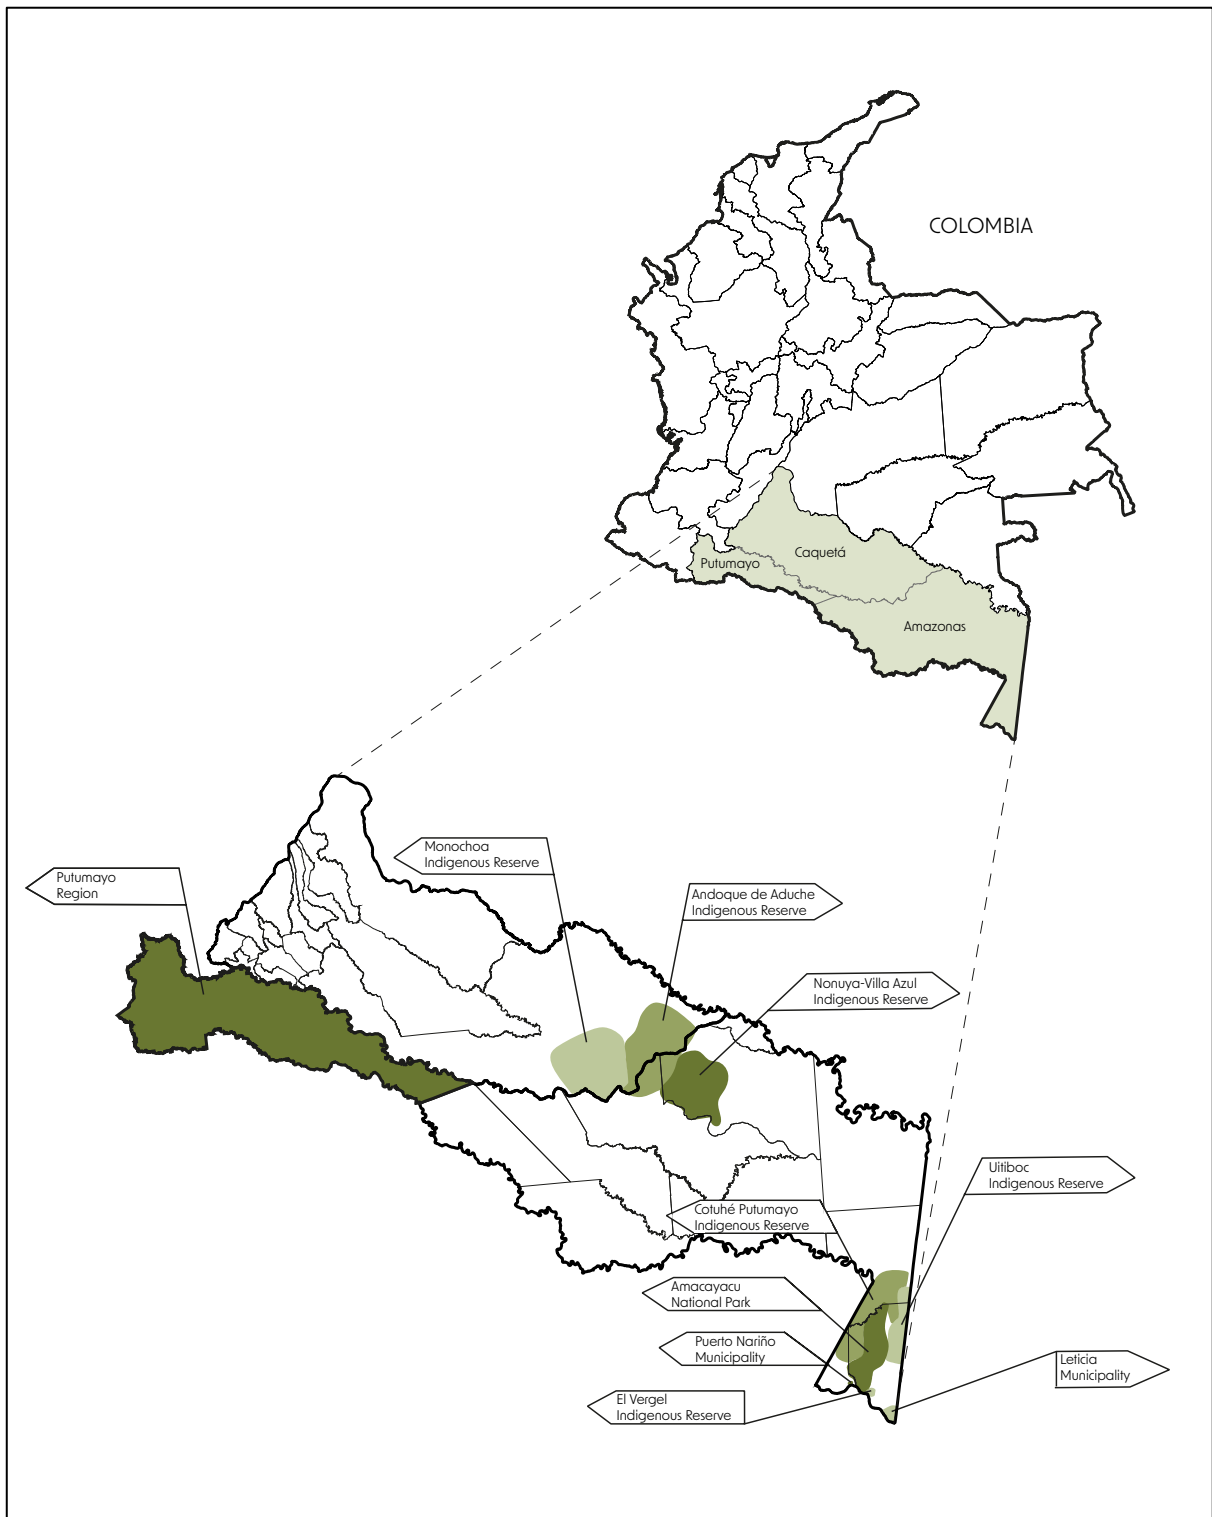 COLOMBIA
Caquetá
Putumayo
Amazonas
Monochoa
Indigenous Reserve
Putumayo
Region
Andoque de Aduche
Indigenous Reserve
Nonuya-Villa Azul
Indigenous Reserve
Uitiboc
Indigenous Reserve
Cotuhé Putumayo
Indigenous Reserve
Amacayacu
National Park
Puerto Nariño
Municipality
Leticia
Municipality
El Vergel
Indigenous Reserve